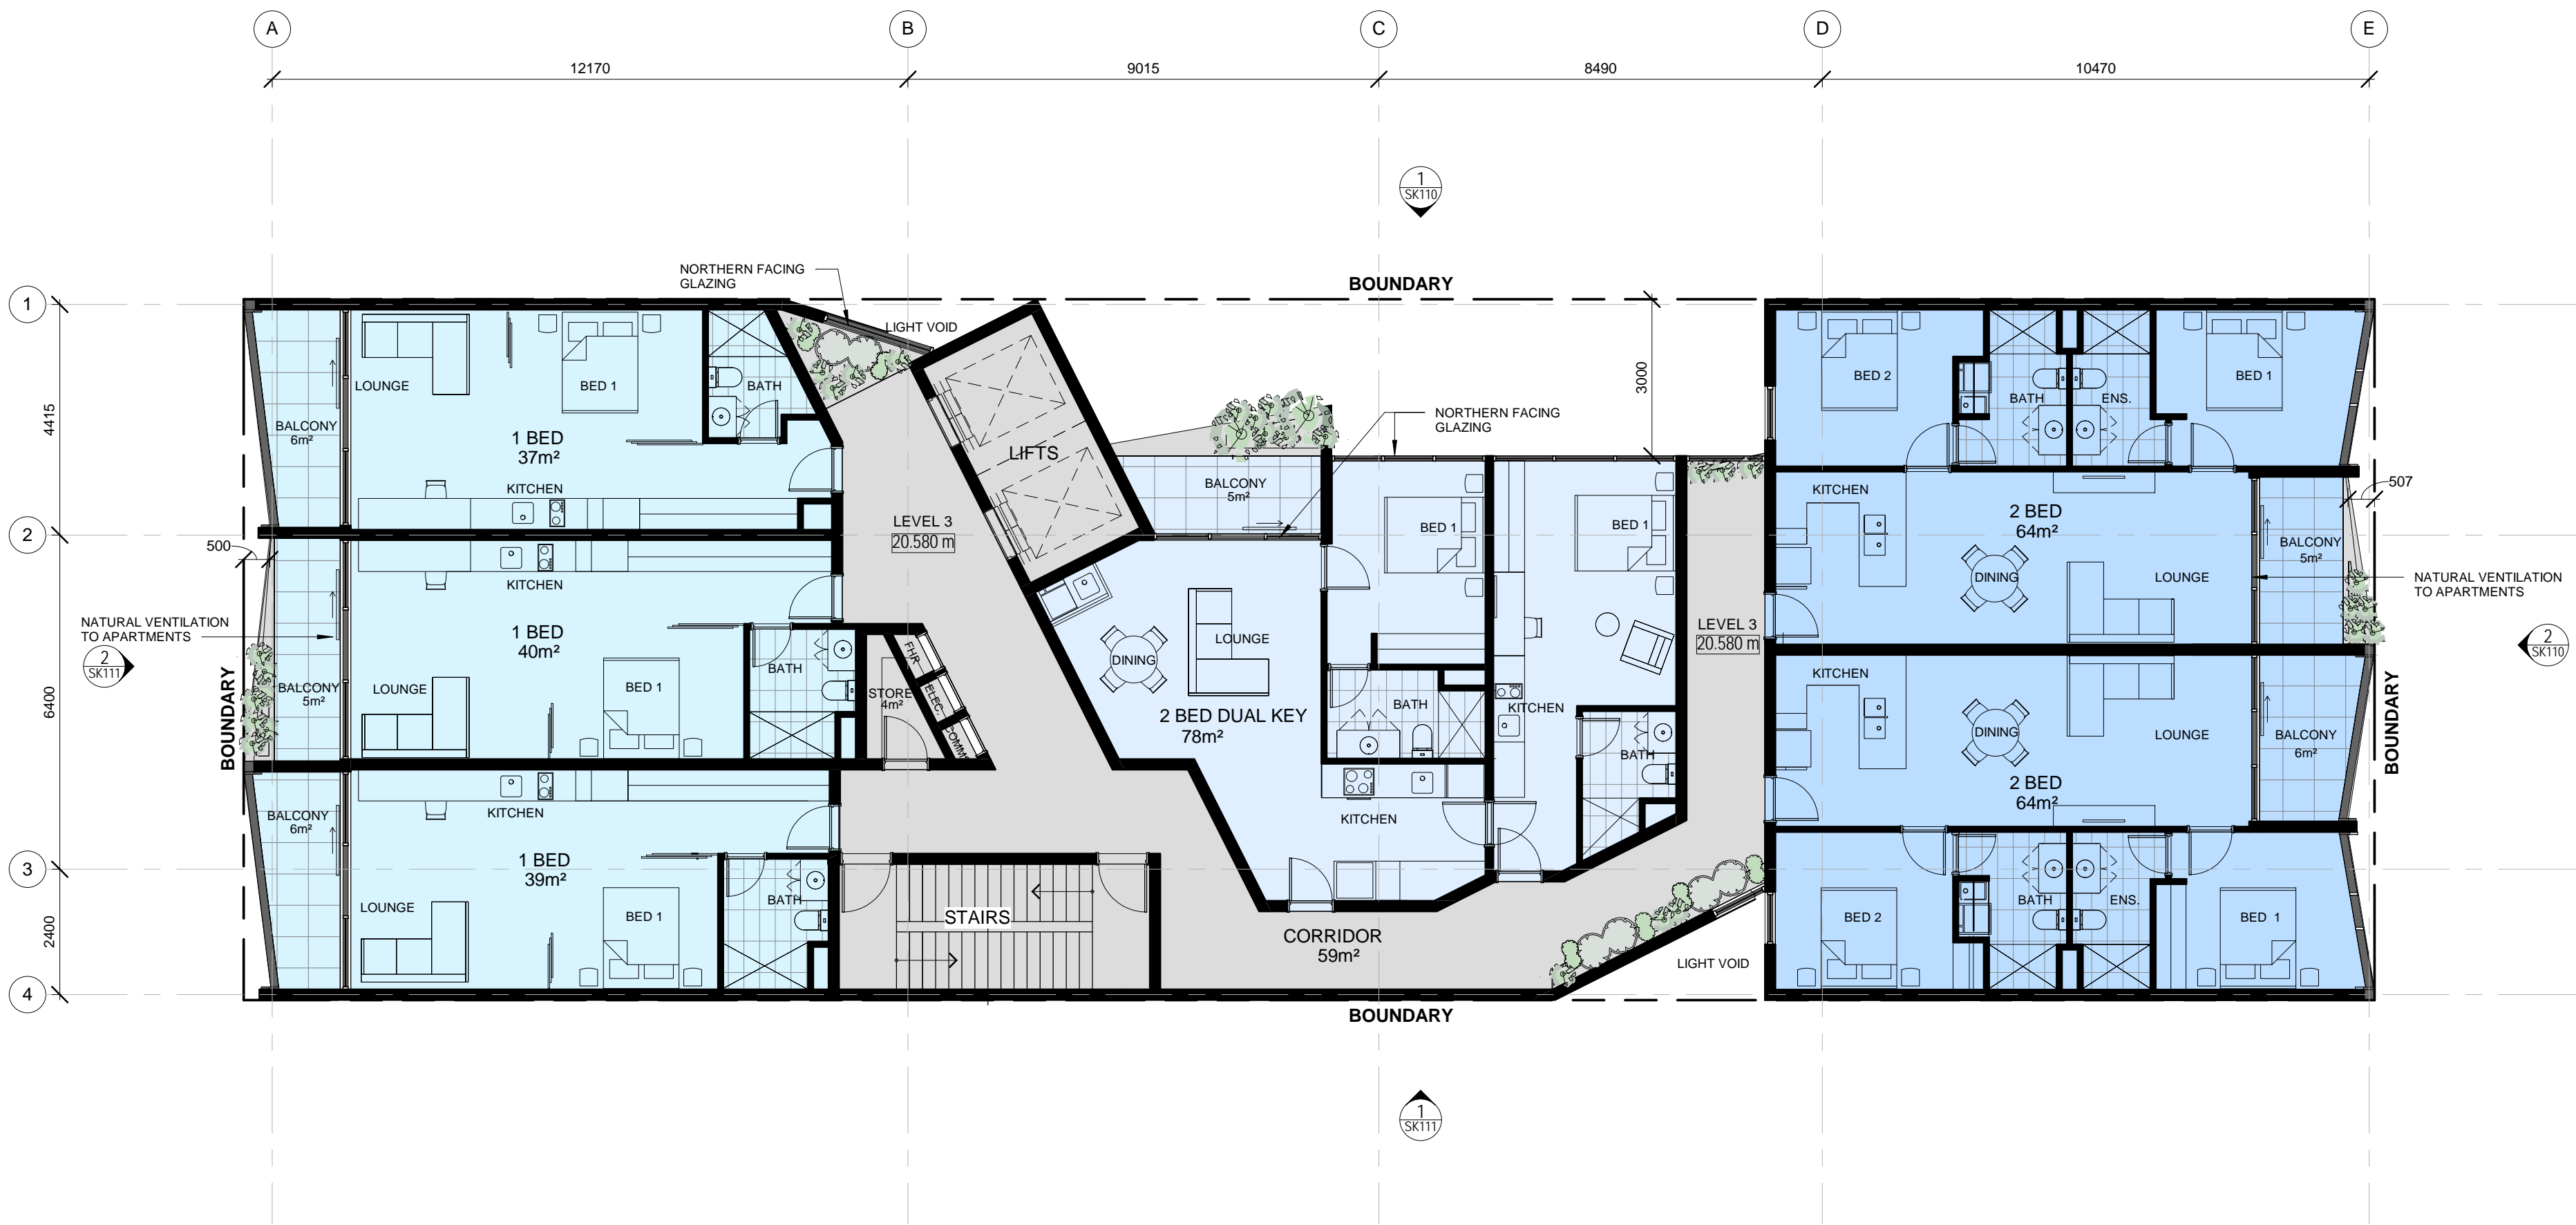 A
B
C
D
E
12170
9015
8490
10470
1
SK110
NORTHERN FACING
GLAZING
BOUNDARY
1
LIGHT VOID
LOUNGE
BED 1
BATH
BALCONY
6m²
4415
1 BED
37m²
KITCHEN
LIFTS
3000
NORTHERN FACING
GLAZING
BALCONY
5m²
BED 2
BATH
ENS.
BED 1
507
2
500
LEVEL 3
20.580 m
BED 1
BED 1
KITCHEN
2 BED
64m²
BALCONY
5m²
DINING
LOUNGE
NATURAL VENTILATION
TO APARTMENTS
KITCHEN
NATURAL VENTILATION
TO APARTMENTS
2
SK111
1 BED
40m²
BATH
LOUNGE
BED 1
BALCONY
5m²
BOUNDARY
6400
STORE
4m²
FHR
ELEC.
COMM.
LOUNGE
DINING
2 BED DUAL KEY
78m²
BATH
KITCHEN
BATH
LEVEL 3
20.580 m
2
SK110
KITCHEN
DINING
LOUNGE
BALCONY
6m²
BOUNDARY
2 BED
64m²
BALCONY
6m²
KITCHEN
KITCHEN
3
1 BED
39m²
BATH
LOUNGE
BED 1
2400
STAIRS
CORRIDOR
59m²
LIGHT VOID
BED 2
BATH
ENS.
BED 1
4
BOUNDARY
1
SK111